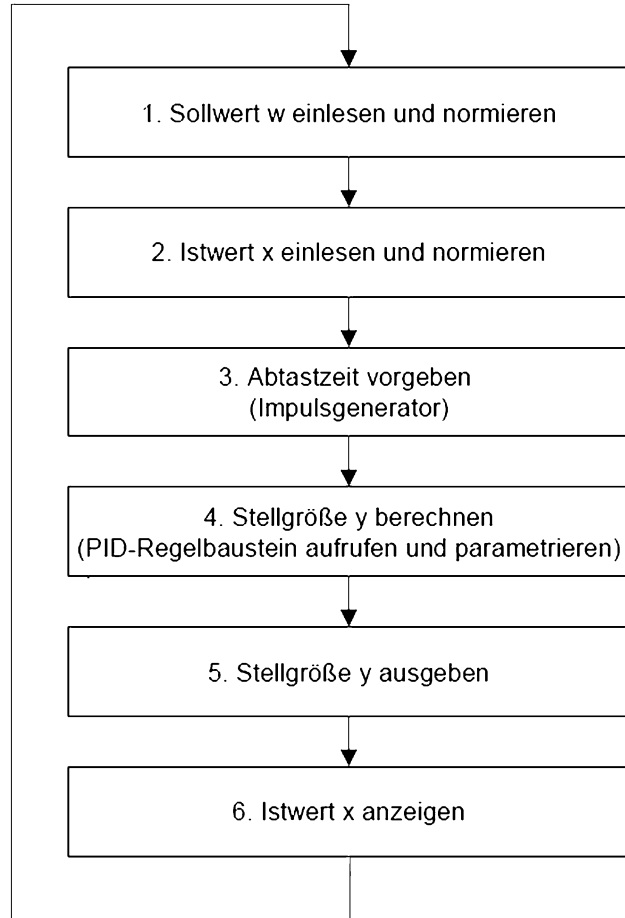 1. Sollwert w einlesen und normieren
2. Istwert x einlesen und normieren
3. Abtastzeit vorgeben
(Impulsgenerator)
4. Stellgröße y berechnen
(PID-Regelbaustein aufrufen und parametrieren)
5. Stellgröße y ausgeben
6. Istwert x anzeigen